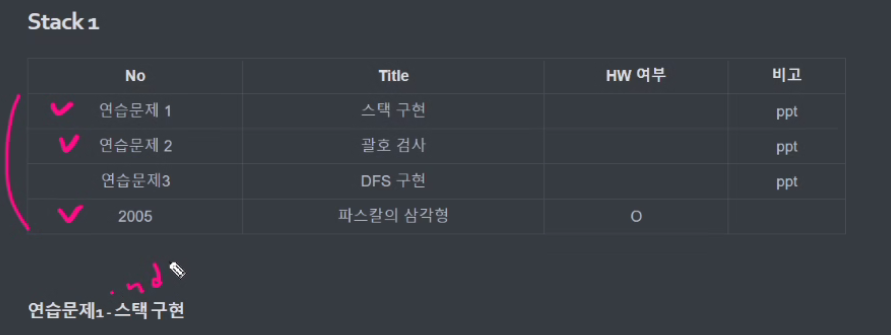 Stack 1
No Title HW 여부 비고
연습문제 1 스택 구현 ppt
연습문제 2 괄호 검사 ppt
연습문제3 DFS 구현 ppt
2005 파스칼의 삼각형 O
연습문제1 - 스택 구현